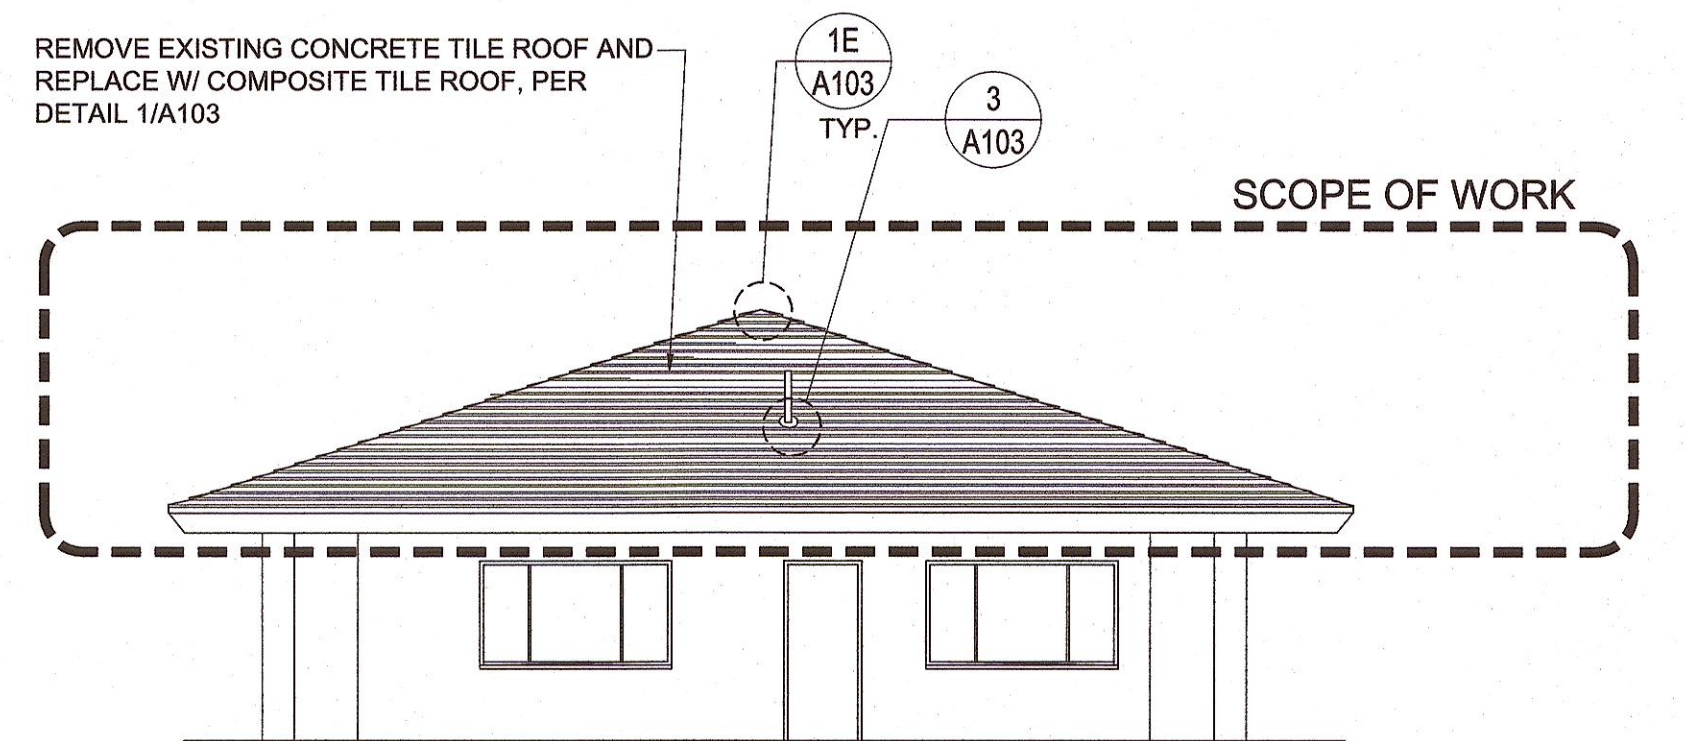 REMOVE EXISTING CONCRETE TILE ROOF AND
REPLACE W/ COMPOSITE TILE ROOF, PER
DETAIL 1/A103
1E
A103
TYP.
3
A103
SCOPE OF WORK